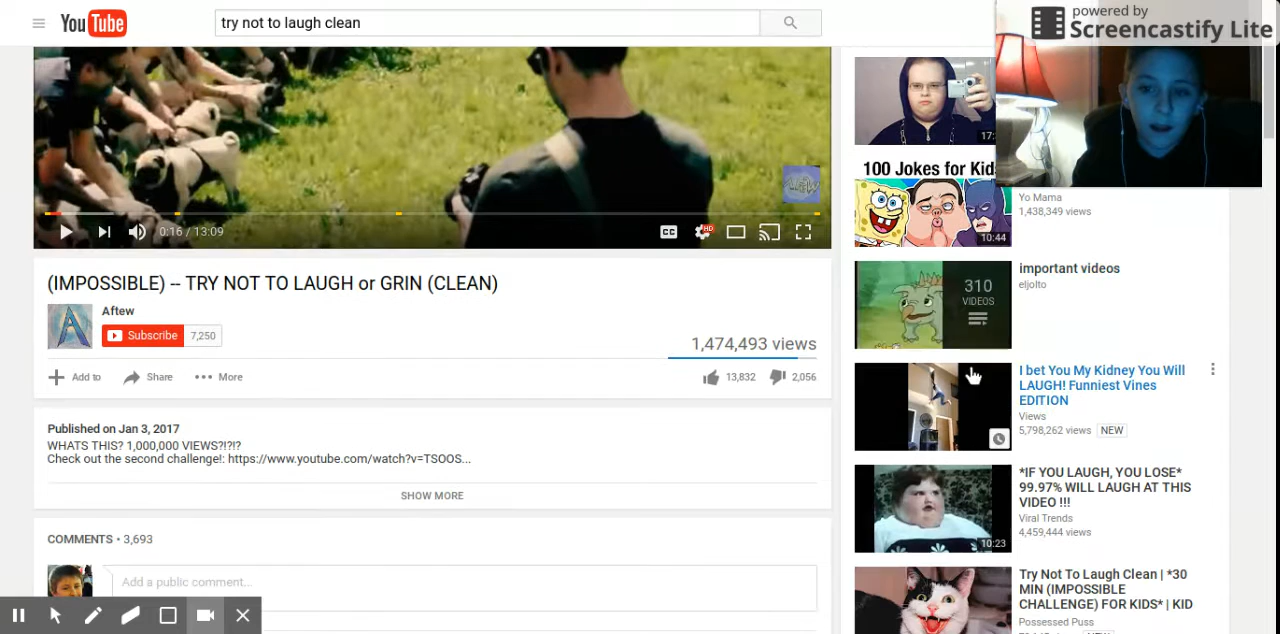 YouTube
try not to laugh clean
powered by
Screencastify Lite
0:16 / 13:09
CC
HD
(IMPOSSIBLE) -- TRY NOT TO LAUGH or GRIN (CLEAN)
Aftew
Subscribe 7,250
1,474,493 views
Add to Share More
13,832 2,056
Published on Jan 3, 2017
WHATS THIS? 1,000,000 VIEWS?!?!?
Check out the second challenge!: https://www.youtube.com/watch?v=TSOOS...
SHOW MORE
COMMENTS • 3,693
Add a public comment...
17:
100 Jokes for Kid
10:44
Yo Mama
1,438,349 views
310
VIDEOS
important videos
eljolto
I bet You My Kidney You Will
LAUGH! Funniest Vines
EDITION
Views
5,798,262 views NEW
10:23
*IF YOU LAUGH, YOU LOSE*
99.97% WILL LAUGH AT THIS
VIDEO !!!
Viral Trends
4,459,444 views
Try Not To Laugh Clean | *30
MIN (IMPOSSIBLE
CHALLENGE) FOR KIDS* | KID
Possessed Puss